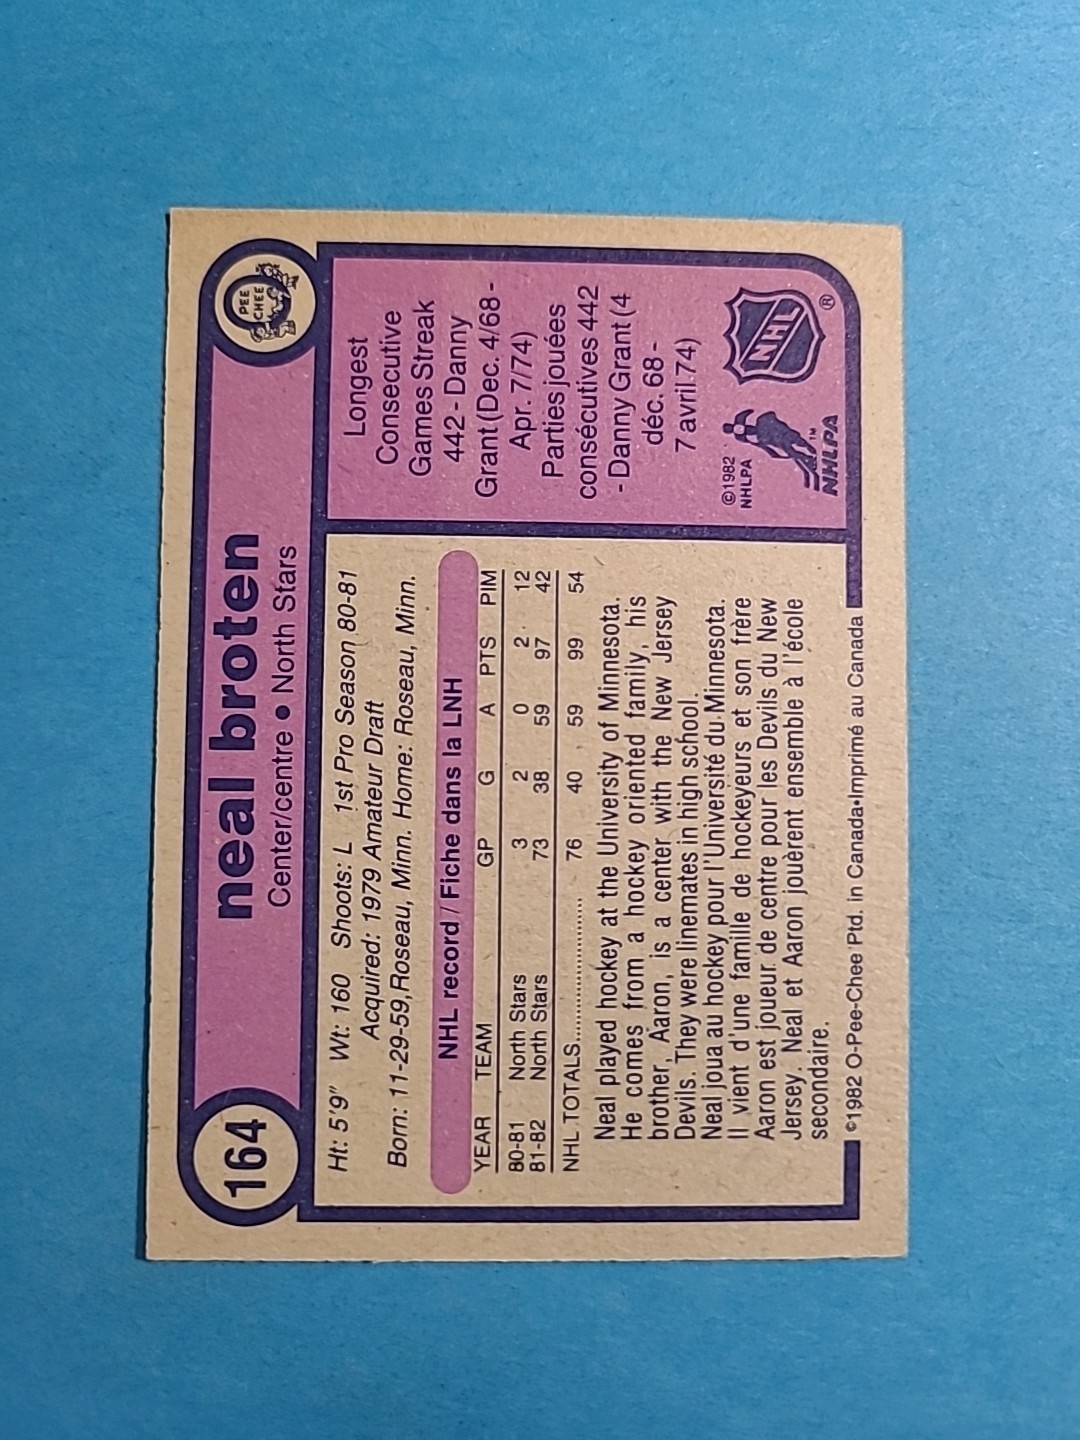 164
neal broten
Center/centre • North Stars
PEE
CHEE
Ht: 5'9" Wt: 160 Shoots: L 1st Pro Season 80-81
Acquired: 1979 Amateur Draft
Born: 11-29-59, Roseau, Minn. Home: Roseau, Minn.
NHL record / Fiche dans la LNH
YEAR TEAM GP G A PTS PIM
80-81 North Stars 3 2 0 2 12
81-82 North Stars 73 38 59 97 42
NHL TOTALS.................... 76 40 59 99 54
Neal played hockey at the University of Minnesota.
He comes from a hockey oriented family, his
brother, Aaron, is a center with the New Jersey
Devils. They were linemates in high school.
Neal joua au hockey pour l'Université du Minnesota.
Il vient d'une famille de hockeyeurs et son frère
Aaron est joueur de centre pour les Devils du New
Jersey. Neal et Aaron jouèrent ensemble à l'école
secondaire.
©1982 O-Pee-Chee Ptd. in Canada•Imprimé au Canada
Longest
Consecutive
Games Streak
442 - Danny
Grant (Dec. 4/68 -
Apr. 7/74)
Parties jouées
consécutives 442
- Danny Grant (4
déc. 68 -
7 avril 74)
©1982
NHLPA
NHLPA
TM
NHL
®